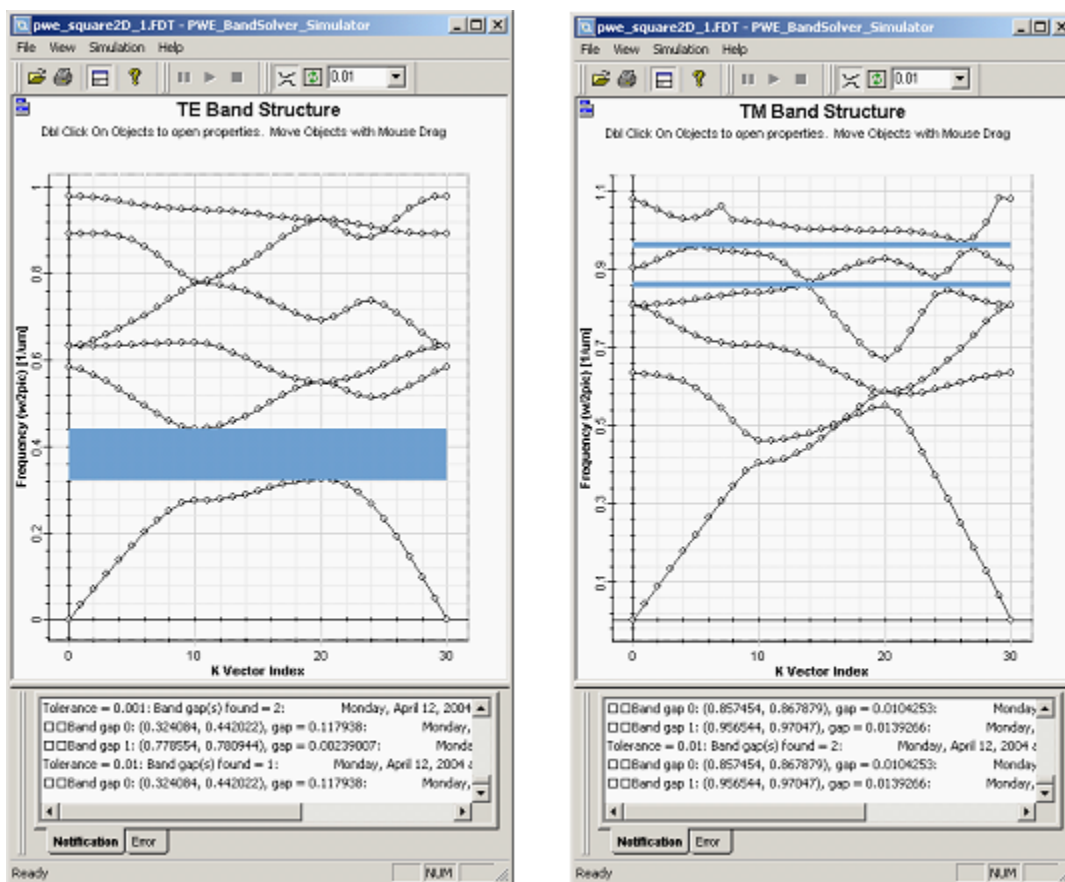 pwe_square2D_1.FDT - PWE_BandSolver_Simulator
File View Simulation Help
0.01
TE Band Structure
Dbl Click On Objects to open properties. Move Objects with Mouse Drag
Frequency (w/2pic) [1/um]
1
0.8
0.6
0.4
0.2
0
0 10 20 30
K Vector Index
Tolerance = 0.001: Band gap(s) found = 2: Monday, April 12, 2004
Band gap 0: (0.324084, 0.442022), gap = 0.117938: Monday,
Band gap 1: (0.778554, 0.780944), gap = 0.00239007: Monda
Tolerance = 0.01: Band gap(s) found = 1: Monday, April 12, 2004 a
Band gap 0: (0.324084, 0.442022), gap = 0.117938: Monday,
Notification Error
Ready NUM
pwe_square2D_1.FDT - PWE_BandSolver_Simulator
File View Simulation Help
0.01
TM Band Structure
Dbl Click On Objects to open properties. Move Objects with Mouse Drag
Frequency (w/2pic) [1/um]
1.1
0.9
0.7
0.5
0.3
0.1
0 10 20 30
K Vector Index
Band gap 0: (0.857454, 0.867879), gap = 0.0104253: Monday
Band gap 1: (0.956544, 0.97047), gap = 0.0139266: Monday,
Tolerance = 0.01: Band gap(s) found = 2: Monday, April 12, 2004 a
Band gap 0: (0.857454, 0.867879), gap = 0.0104253: Monday
Band gap 1: (0.956544, 0.97047), gap = 0.0139266: Monday,
Notification Error
Ready NUM